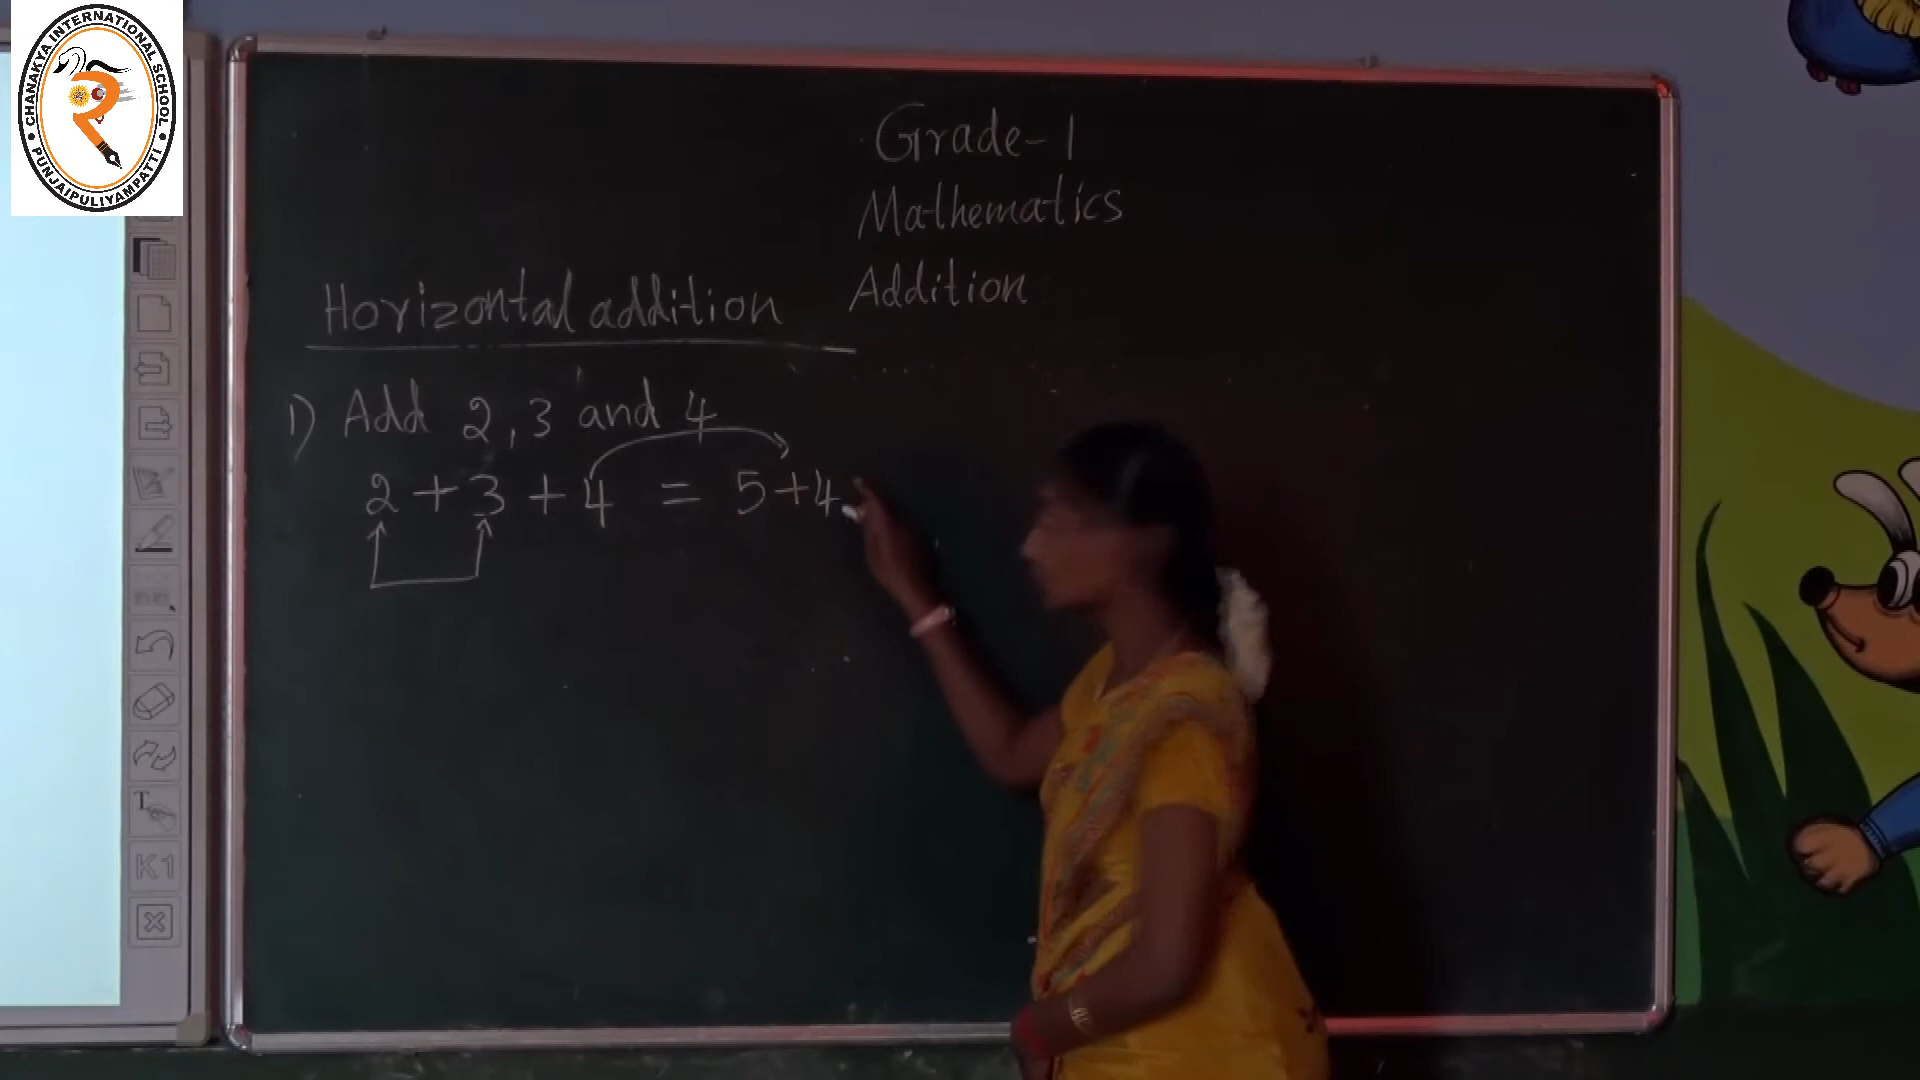 CHANAKYA INTERNATIONAL SCHOOL
PUNJAIPULIYAMPATTI
Grade-1
Mathematics
Addition
Horizontal addition
1) Add 2, 3 and 4
2 + 3 + 4 = 5+4
T
K1